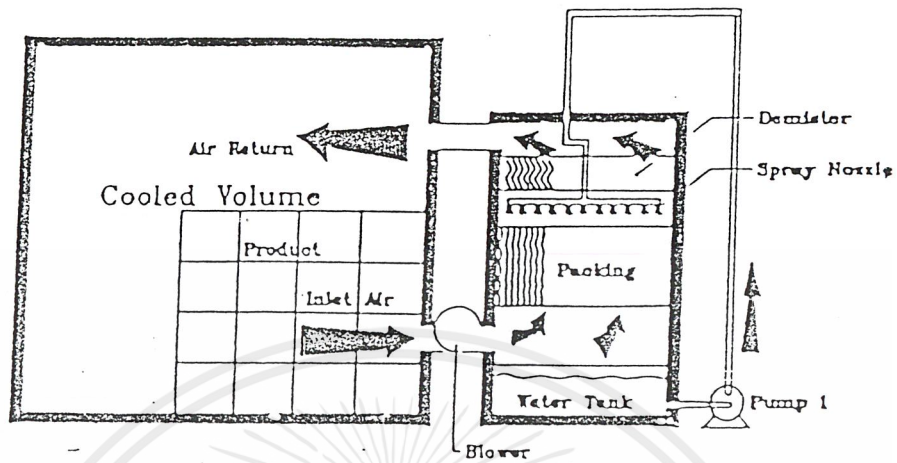 Demister
Air Return
Spray Nozzle
Cooled Volume
Product
Packing
Inlet Air
Water Tank
Pump 1
Blower